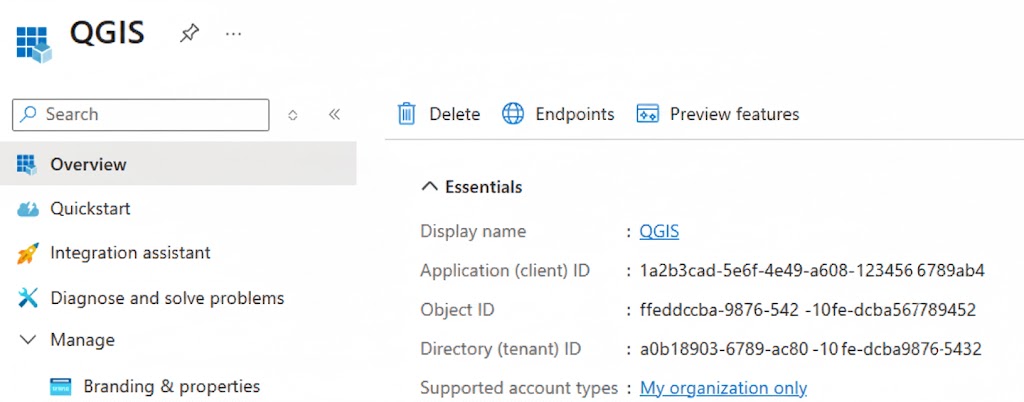 QGIS
Search
Delete
Endpoints
Preview features
Overview
Quickstart
Integration assistant
Diagnose and solve problems
Manage
Branding & properties
Essentials
Display name : QGIS
Application (client) ID : 1a2b3cad-5e6f-4e49-a608-123456 6789ab4
Object ID : ffeddccba-9876-542 -10fe-dcba567789452
Directory (tenant) ID : a0b18903-6789-ac80 -10fe-dcba9876-5432
Supported account types : My organization only